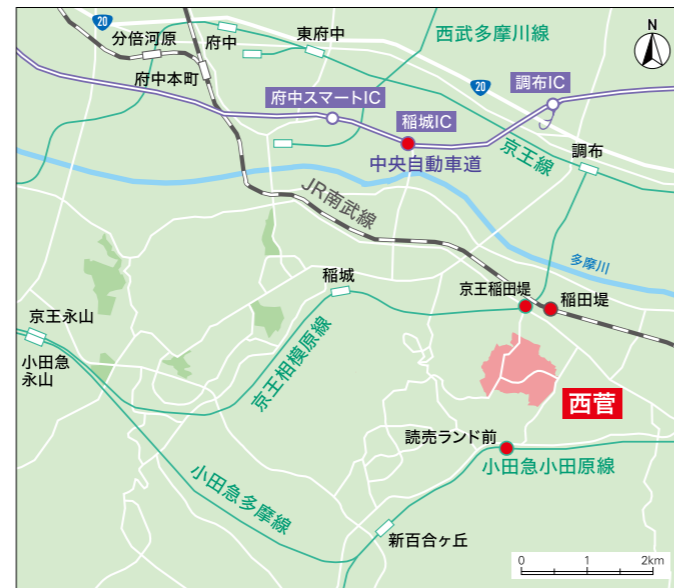 20
分倍河原
府中
東府中
西武多摩川線
N
府中本町
20
調布IC
府中スマートIC
稲城IC
中央自動車道
京王線
調布
JR南武線
多摩川
稲城
京王稲田堤
稲田堤
京王永山
小田急
永山
京王相模原線
西菅
読売ランド前
小田急小田原線
小田急多摩線
新百合ヶ丘
0 1 2km